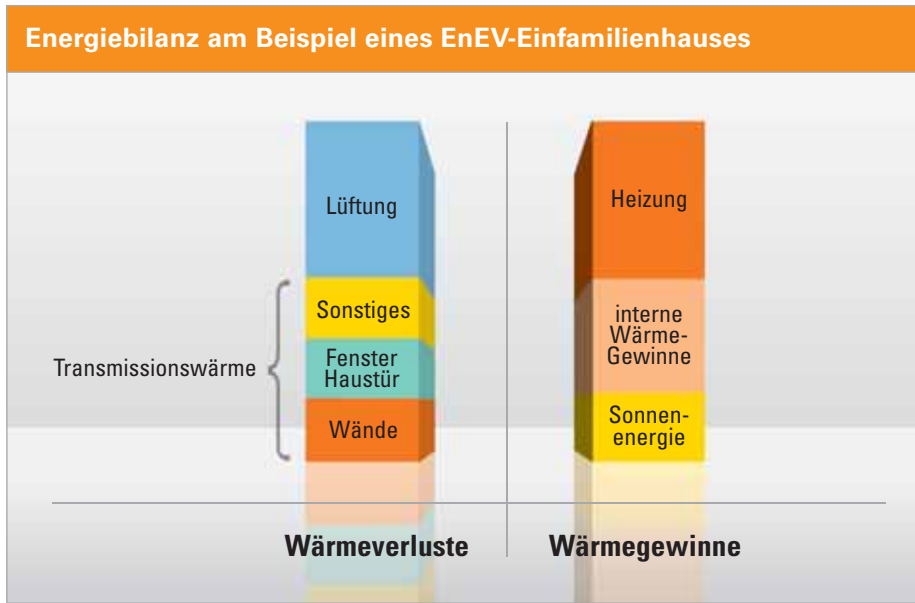 Energiebilanz am Beispiel eines EnEV-Einfamilienhauses
Lüftung
Sonstiges
Fenster
Haustür
Wände
Transmissionswärme
Heizung
interne
Wärme-
Gewinne
Sonnen-
energie
Wärmeverluste
Wärmegewinne